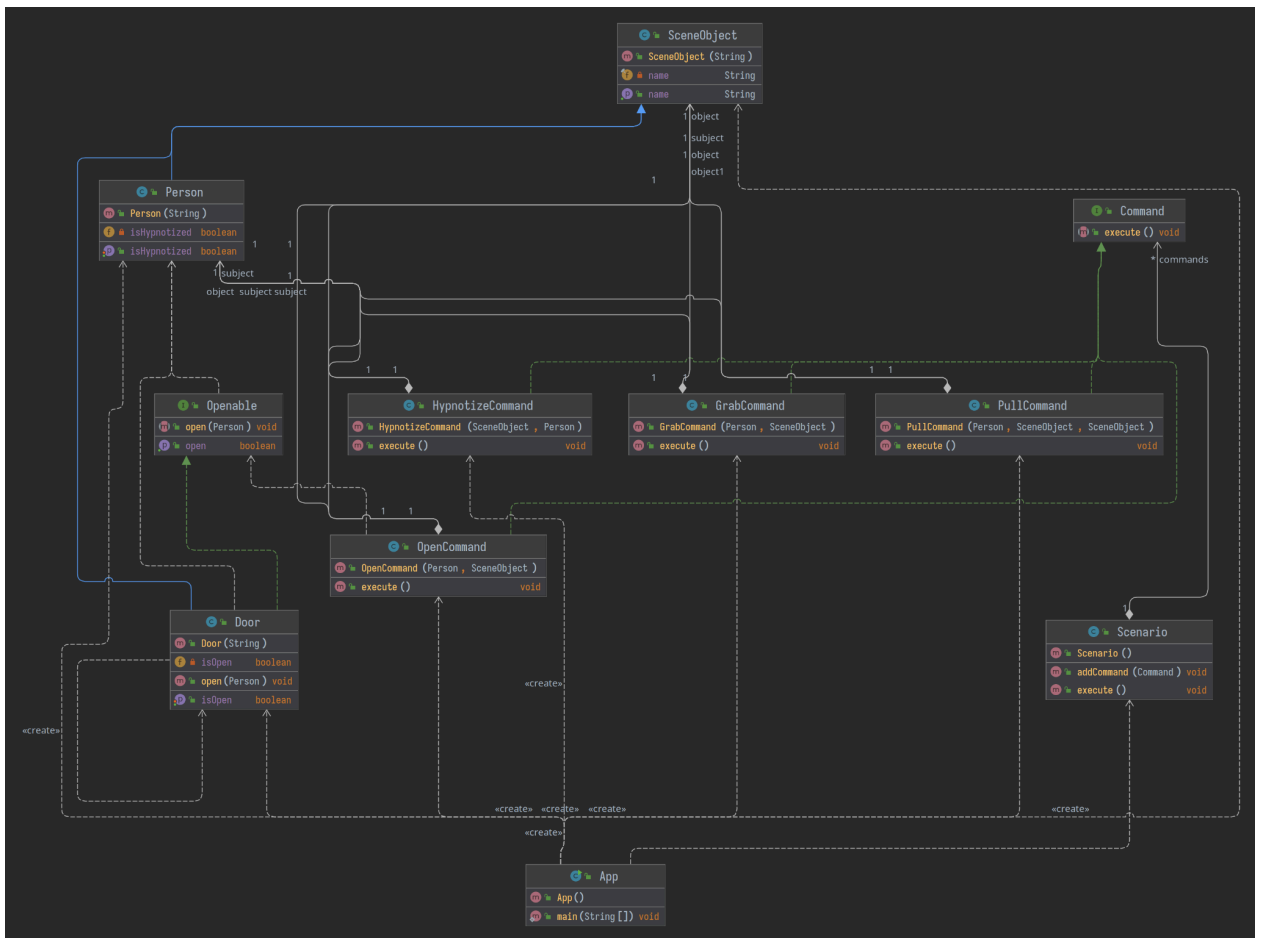 SceneObject
SceneObject (String)
name String
name String
1 object
1 subject
1 object
object1
1
Person
Person (String)
isHypnotized boolean
isHypnotized boolean
Command
execute () void
1 1
1 subject 1
object subject subject
* commands
1 1
1 1
1 1
Openable
open (Person) void
open boolean
HypnotizeCommand
HypnotizeCommand (SceneObject , Person)
execute () void
GrabCommand
GrabCommand (Person , SceneObject)
execute () void
PullCommand
PullCommand (Person , SceneObject , SceneObject)
execute () void
1 1
OpenCommand
OpenCommand (Person , SceneObject )
execute () void
1
Door
Door (String)
isOpen boolean
open (Person) void
isOpen boolean
Scenario
Scenario ()
addCommand (Command) void
execute () void
«create»
«create»
«create» «create» «create» «create»
«create»
App
App ()
main (String []) void